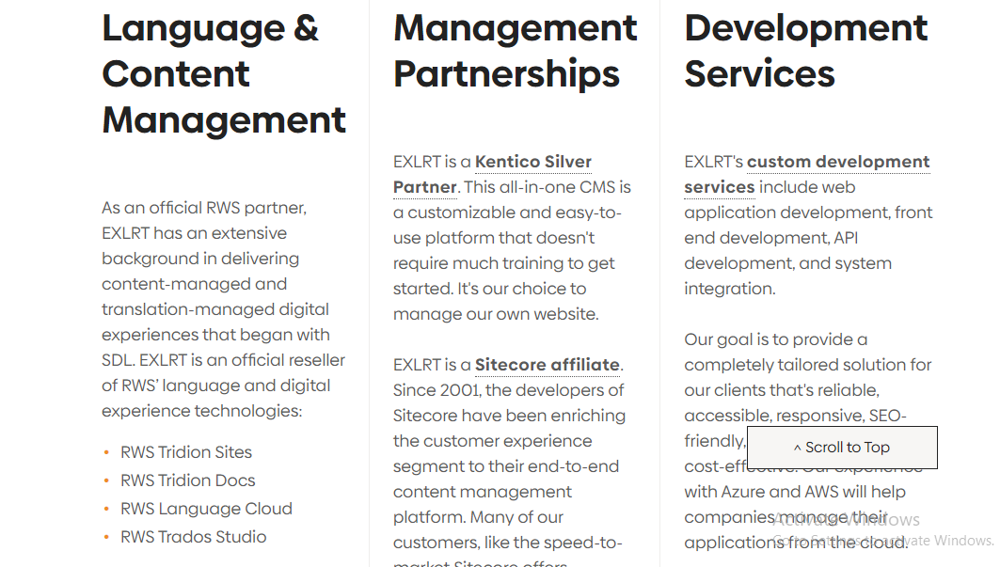 Language &
Content
Management
As an official RWS partner,
EXLRT has an extensive
background in delivering
content-managed and
translation-managed digital
experiences that began with
SDL. EXLRT is an official reseller
of RWS’ language and digital
experience technologies:
• RWS Tridion Sites
• RWS Tridion Docs
• RWS Language Cloud
• RWS Trados Studio
Management
Partnerships
EXLRT is a Kentico Silver
Partner. This all-in-one CMS is
a customizable and easy-to-
use platform that doesn't
require much training to get
started. It's our choice to
manage our own website.
EXLRT is a Sitecore affiliate.
Since 2001, the developers of
Sitecore have been enriching
the customer experience
segment to their end-to-end
content management
platform. Many of our
customers, like the speed-to-
market Sitecore offers
Development
Services
EXLRT's custom development
services include web
application development, front
end development, API
development, and system
integration.
Our goal is to provide a
completely tailored solution for
our clients that's reliable,
accessible, responsive, SEO-
friendly,
cost-effective. Our experience
with Azure and AWS will help
companies manage their
applications from the cloud.
^ Scroll to Top
Activate Windows
Go to Settings to activate Windows.